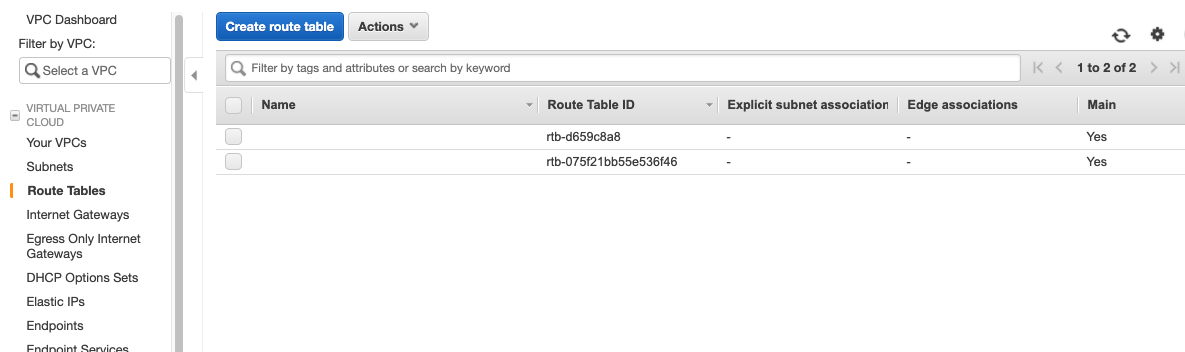 VPC Dashboard
Filter by VPC:
Select a VPC
VIRTUAL PRIVATE
CLOUD
Your VPCs
Subnets
Route Tables
Internet Gateways
Egress Only Internet
Gateways
DHCP Options Sets
Elastic IPs
Endpoints
Endpoint Services
Create route table Actions
Filter by tags and attributes or search by keyword
1 to 2 of 2
Name Route Table ID Explicit subnet association Edge associations Main
rtb-d659c8a8 - - Yes
rtb-075f21bb55e536f46 - - Yes